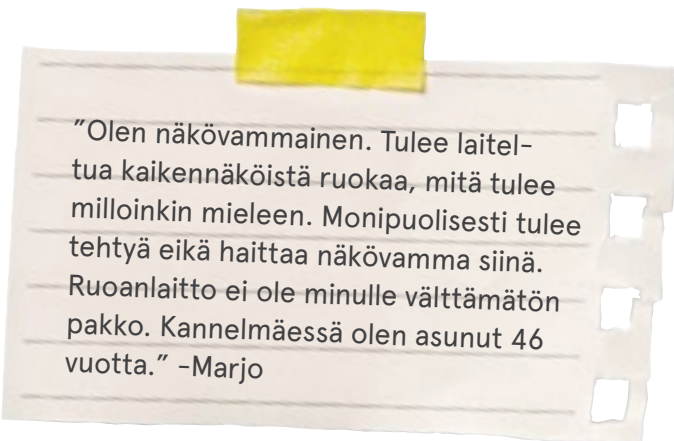 ”Olen näkövammainen. Tulee laitel-
tua kaikennäköistä ruokaa, mitä tulee
milloinkin mieleen. Monipuolisesti tulee
tehtyä eikä haittaa näkövamma siinä.
Ruoanlaitto ei ole minulle välttämätön
pakko. Kannelmäessä olen asunut 46
vuotta.” -Marjo